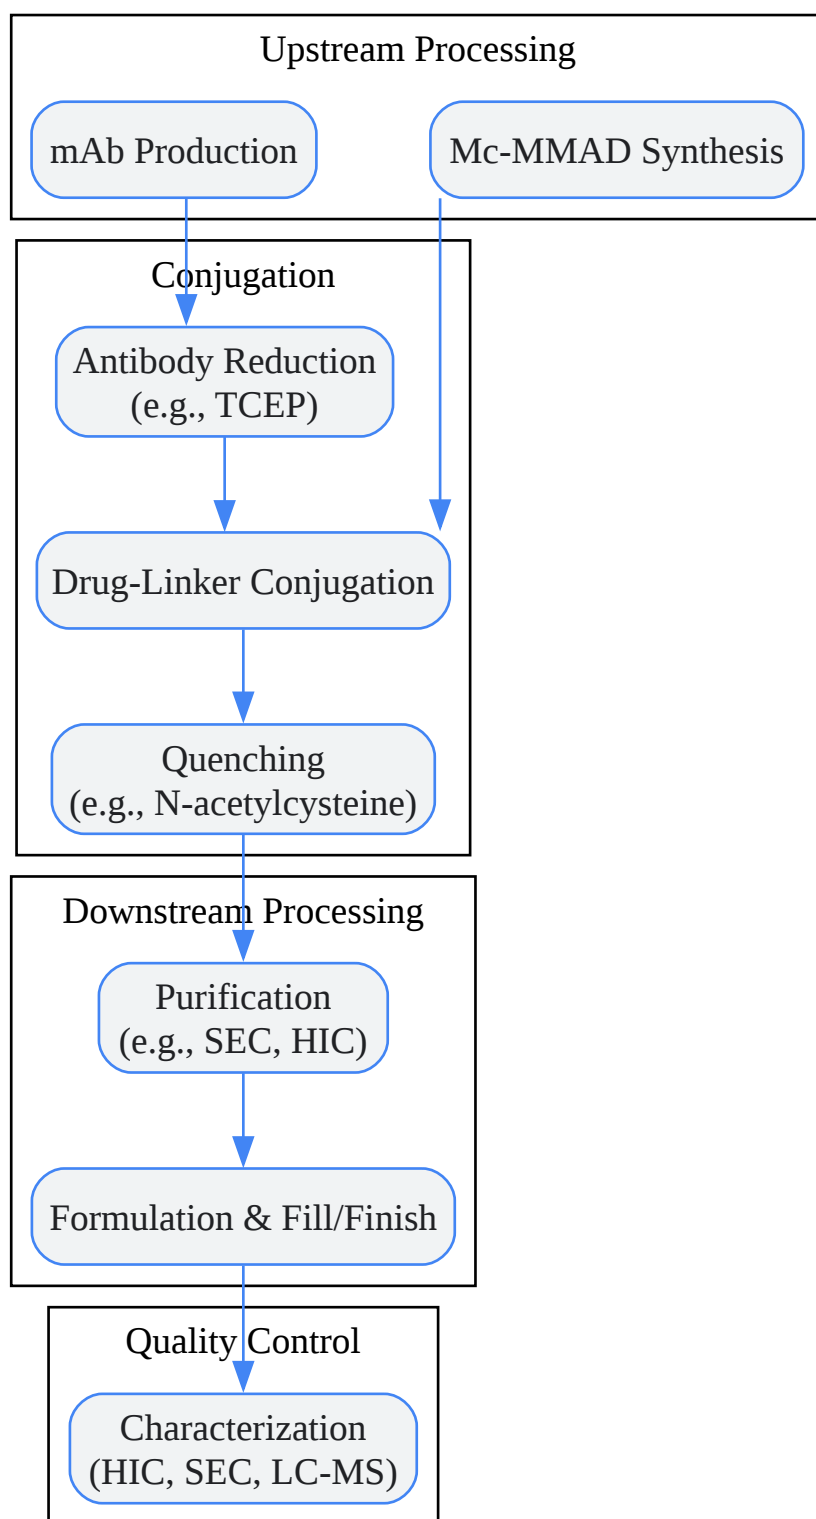 Upstream Processing
mAb Production
Mc-MMAD Synthesis
Conjugation
Antibody Reduction
(e.g., TCEP)
Drug-Linker Conjugation
Quenching
(e.g., N-acetylcysteine)
Downstream Processing
Purification
(e.g., SEC, HIC)
Formulation & Fill/Finish
Quality Control
Characterization
(HIC, SEC, LC-MS)